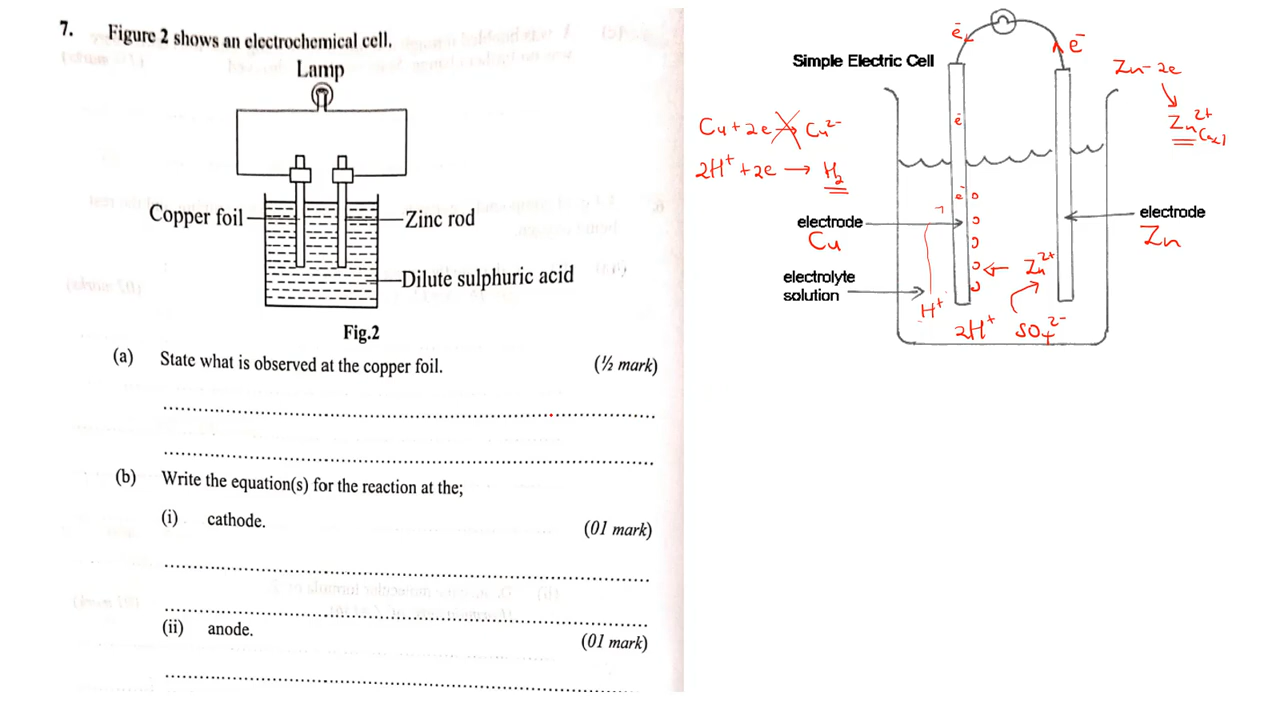 7. Figure 2 shows an electrochemical cell.
Lamp
Copper foil
Zinc rod
Dilute sulphuric acid
Fig.2
(a) State what is observed at the copper foil. (½ mark)
(b) Write the equation(s) for the reaction at the;
(i) cathode. (01 mark)
(ii) anode. (01 mark)
Simple Electric Cell
ē
e⁻
Zn - 2e
↘
Zn²⁺(aq)
Cu + 2e → Cu²⁻
2H⁺ + 2e → H₂
ē
ē
electrode
Cu
electrode
Zn
electrolyte
solution
H⁺
Zn²⁺
2H⁺ SO₄²⁻